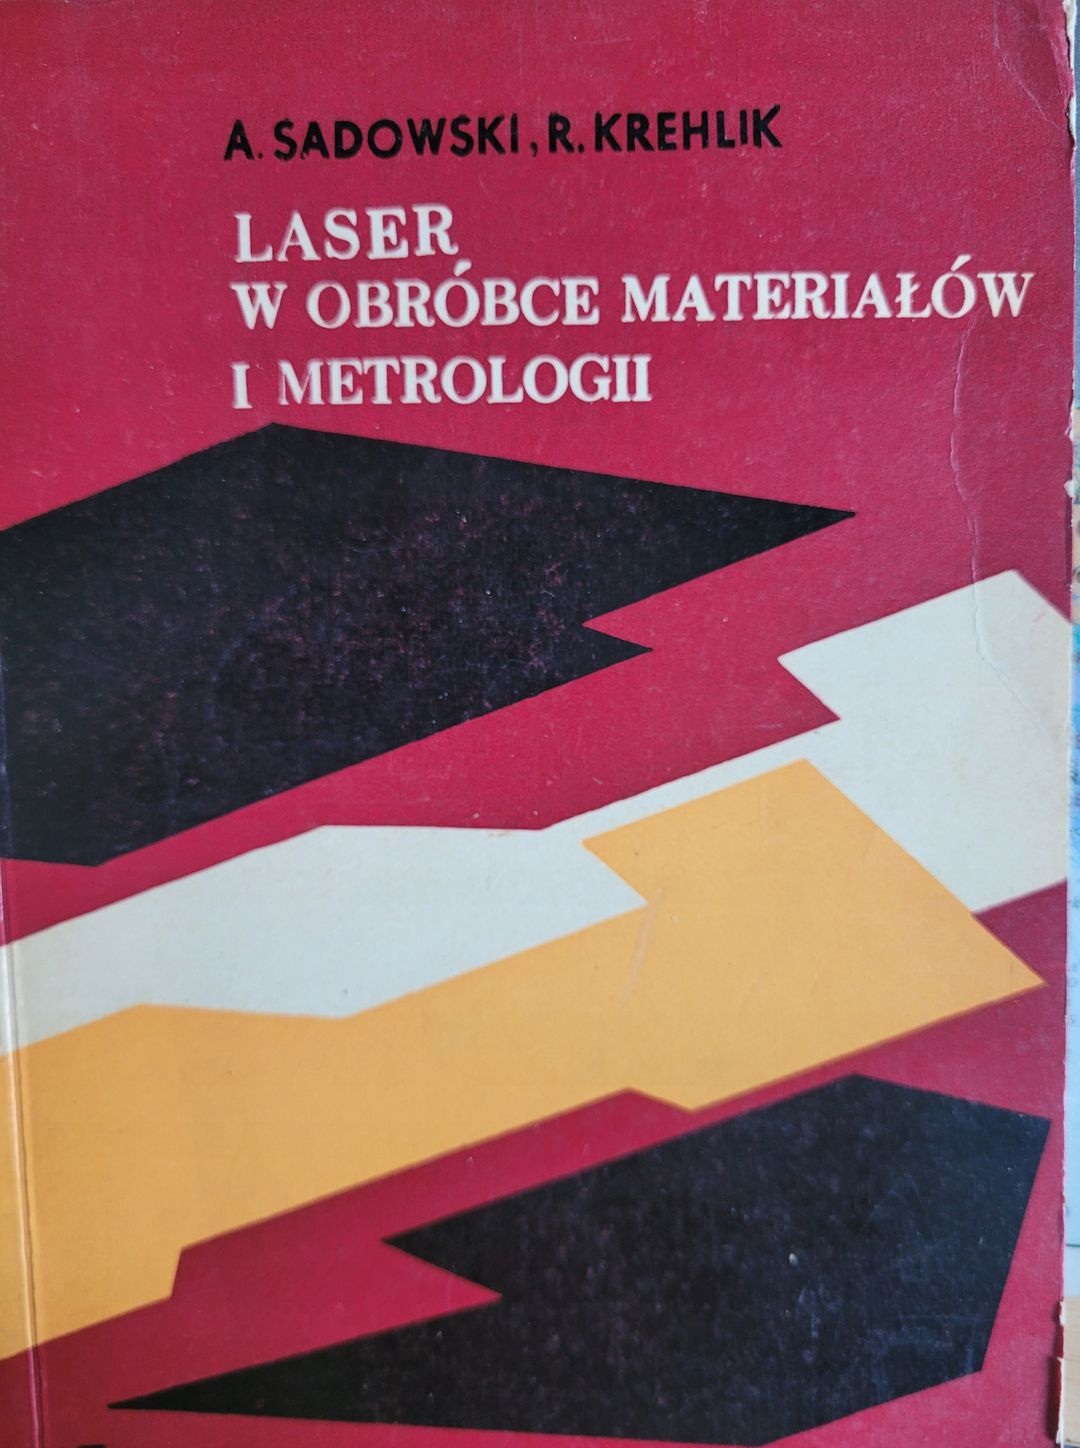 A. SADOWSKI, R. KREHLIK
LASER
W OBRÓBCE MATERIAŁÓW
I METROLOGII